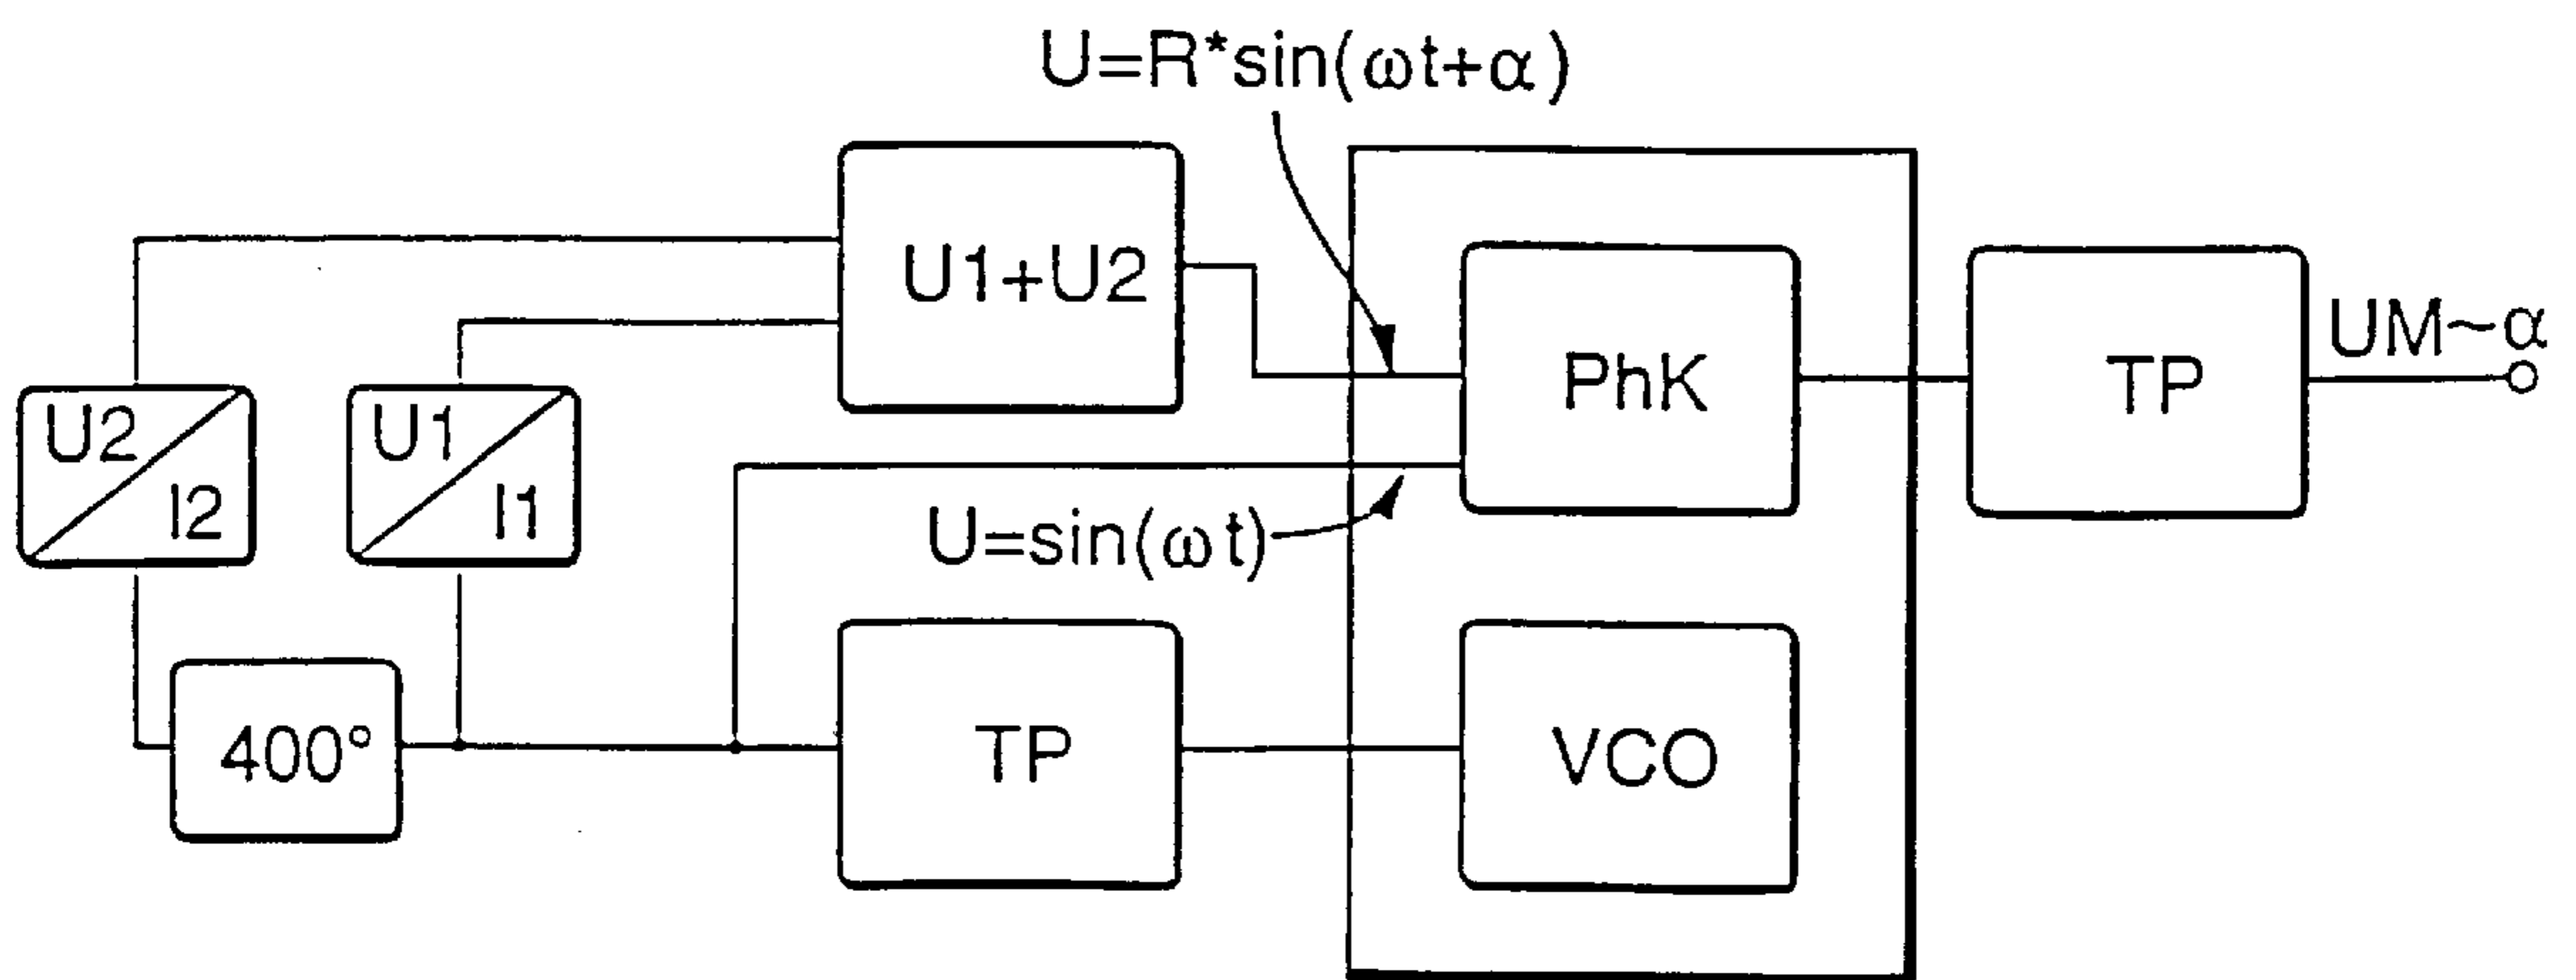 U=R*sin(ωt+α)
U1+U2
PhK
TP
UM~α
U2
I2
U1
I1
U=sin(ωt)
400°
TP
VCO